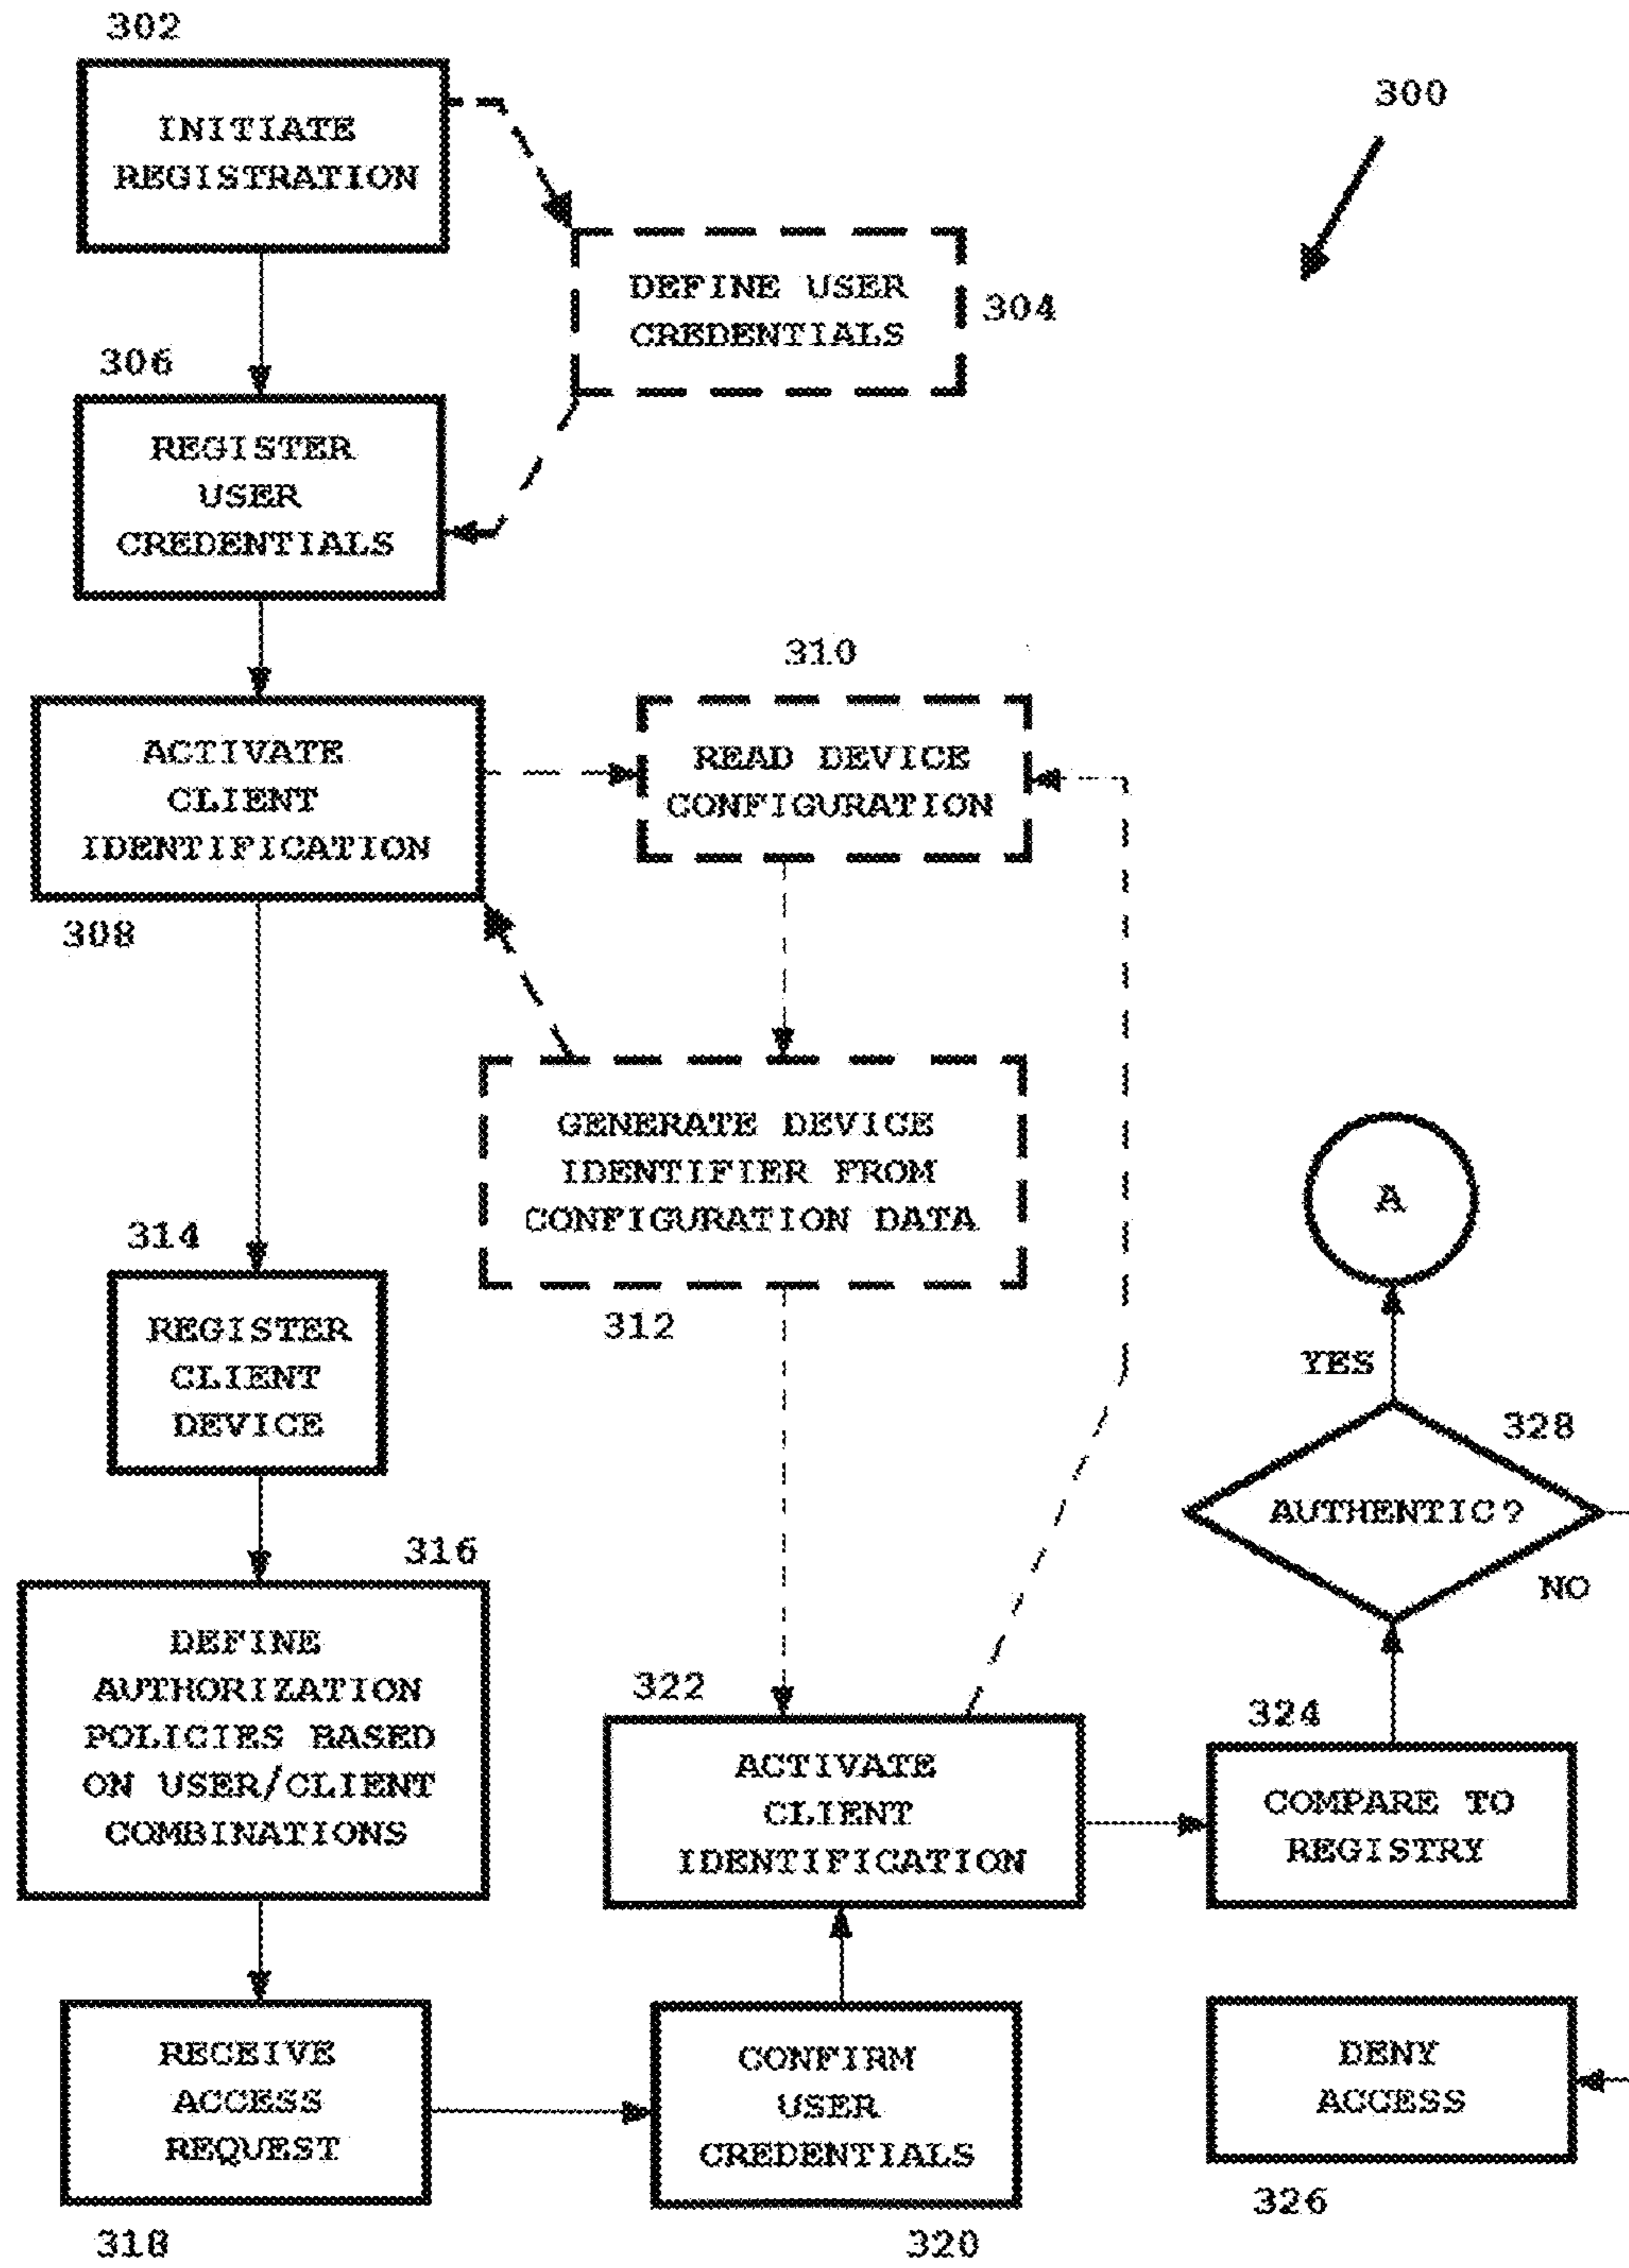 302
INITIATE
REGISTRATION
300
DEFINE USER
CREDENTIALS
304
306
REGISTER
USER
CREDENTIALS
310
ACTIVATE
CLIENT
IDENTIFICATION
READ DEVICE
CONFIGURATION
308
GENERATE DEVICE
IDENTIFIER FROM
CONFIGURATION DATA
312
A
314
REGISTER
CLIENT
DEVICE
YES
328
AUTHENTIC?
NO
316
DEFINE
AUTHORIZATION
POLICIES BASED
ON USER/CLIENT
COMBINATIONS
322
ACTIVATE
CLIENT
IDENTIFICATION
324
COMPARE TO
REGISTRY
RECEIVE
ACCESS
REQUEST
318
CONFIRM
USER
CREDENTIALS
320
DENY
ACCESS
326